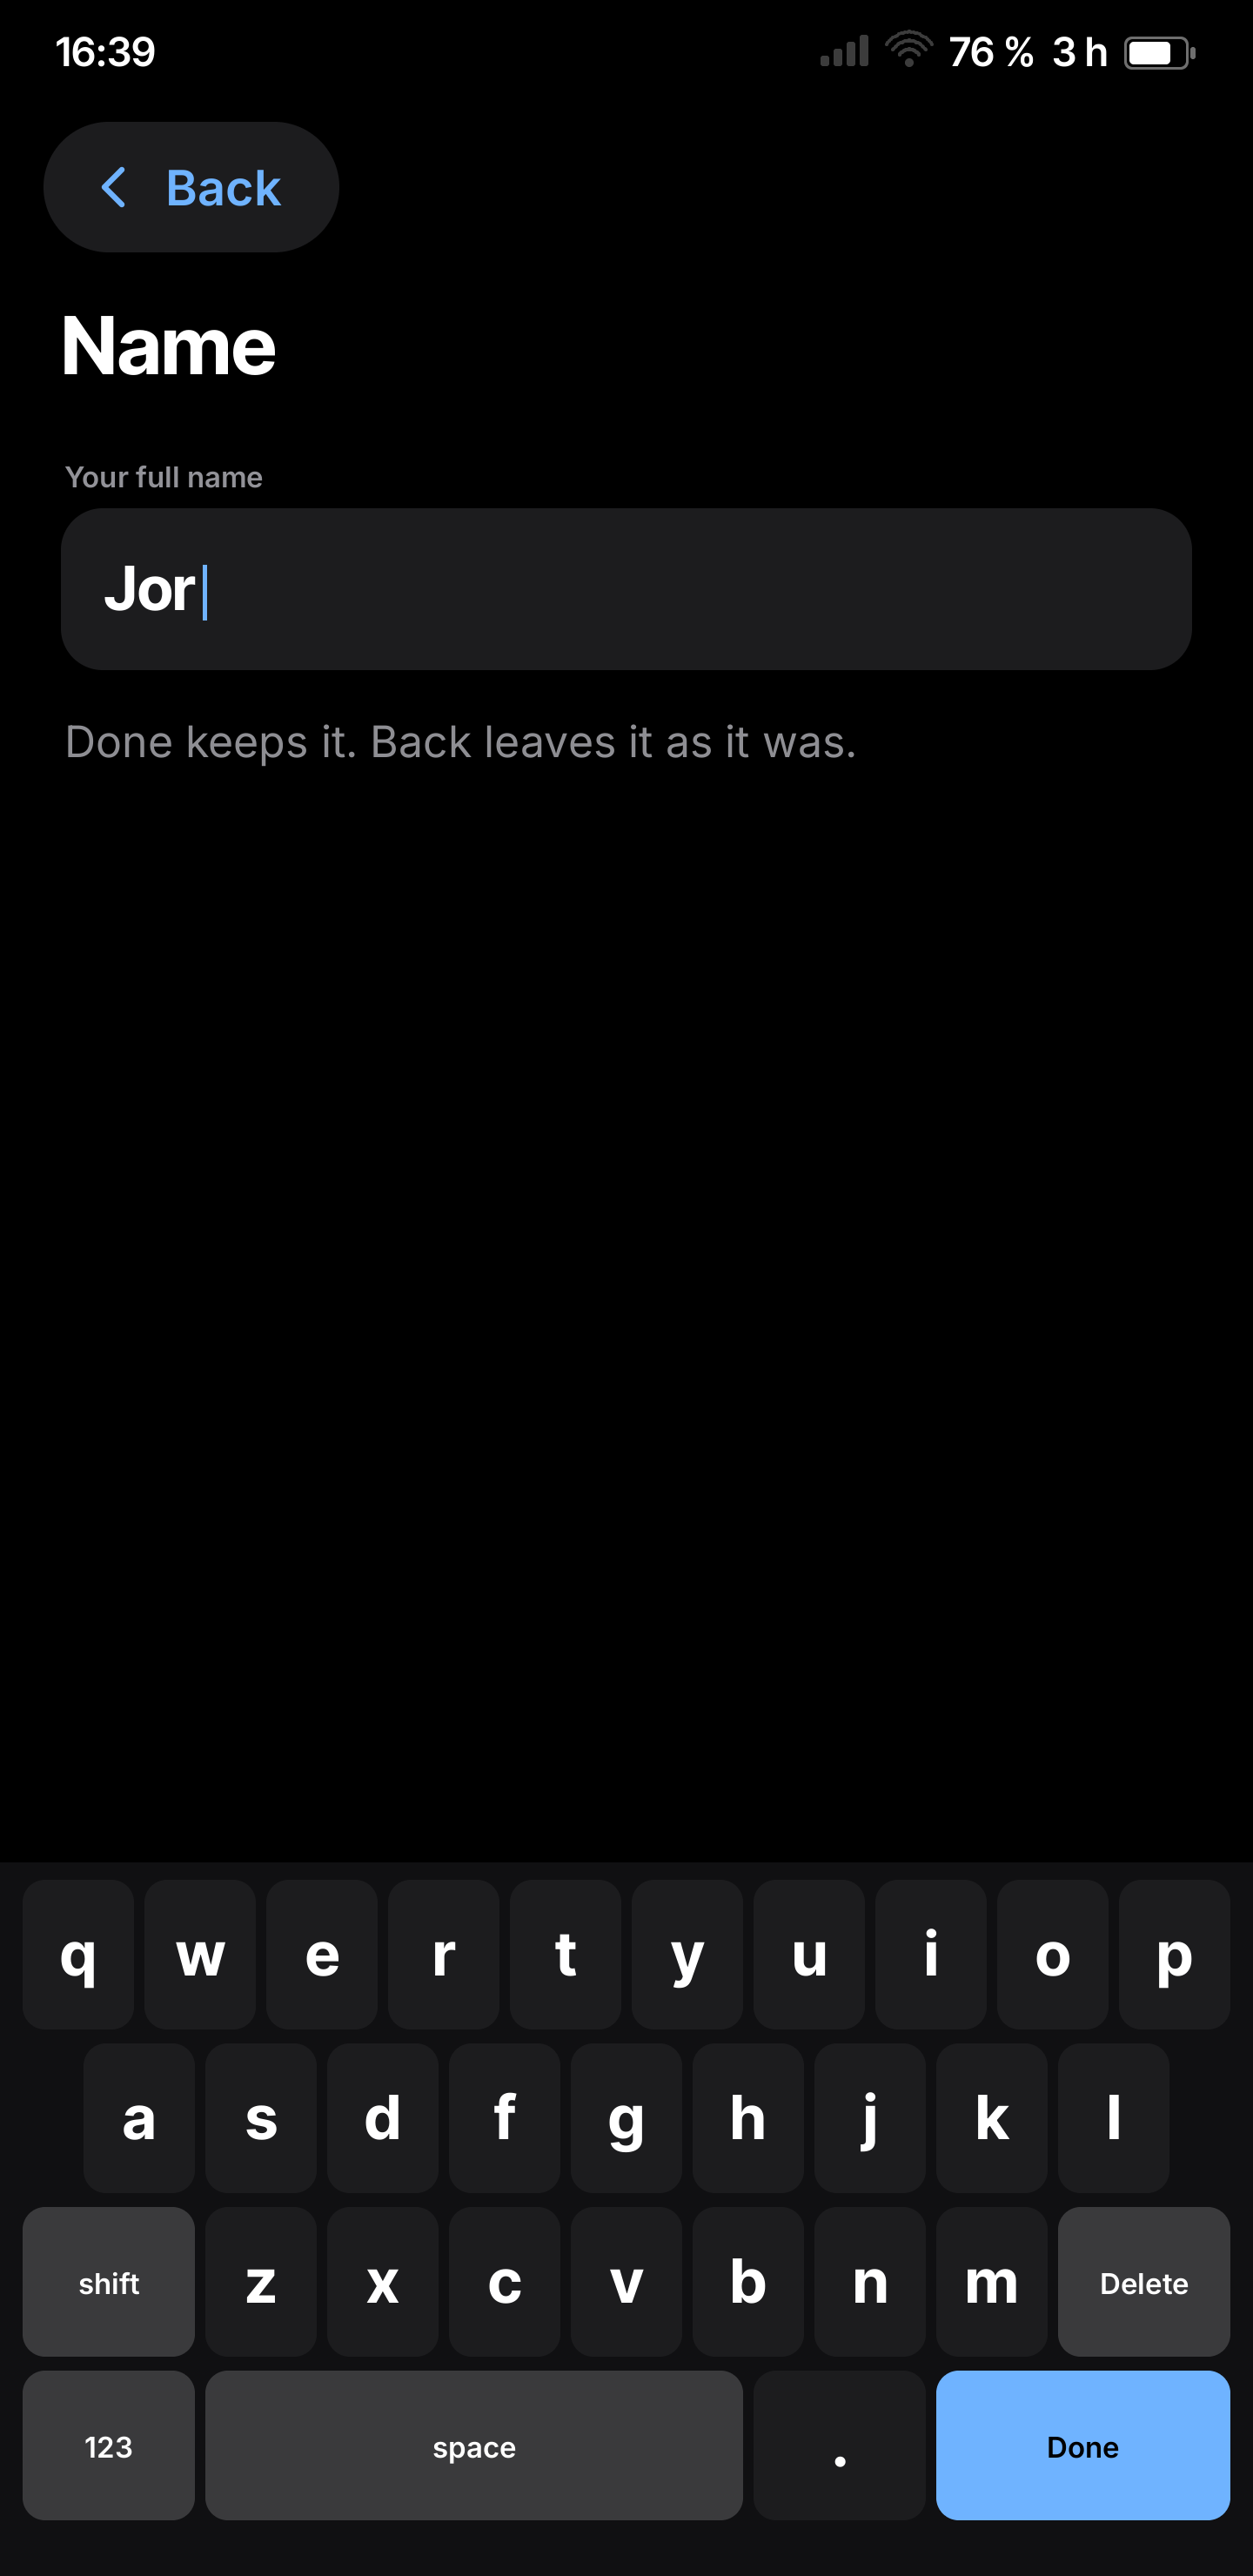 16:39 76 % 3 h
Back
Name
Your full name
Jor
Done keeps it. Back leaves it as it was.
q w e r t y u i o p
a s d f g h j k l
shift z x c v b n m Delete
123 space . Done